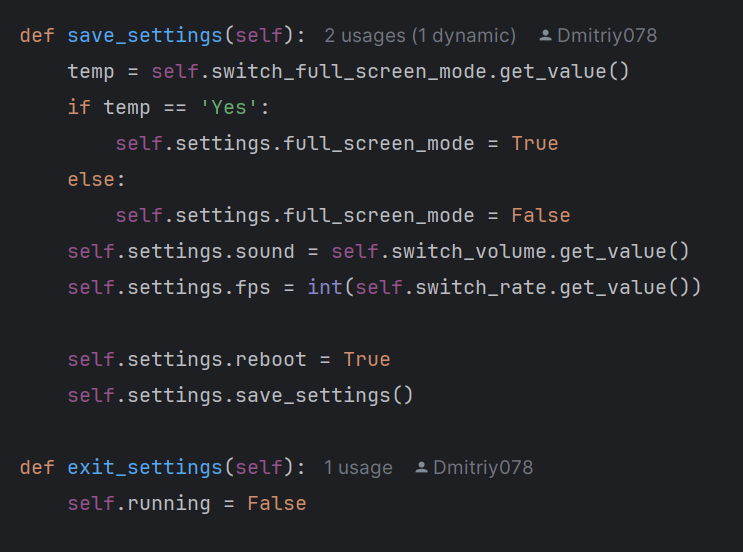 def save_settings(self): 2 usages (1 dynamic) Dmitriy078
    temp = self.switch_full_screen_mode.get_value()
    if temp == 'Yes':
        self.settings.full_screen_mode = True
    else:
        self.settings.full_screen_mode = False
    self.settings.sound = self.switch_volume.get_value()
    self.settings.fps = int(self.switch_rate.get_value())
    self.settings.reboot = True
    self.settings.save_settings()
def exit_settings(self): 1 usage Dmitriy078
    self.running = False